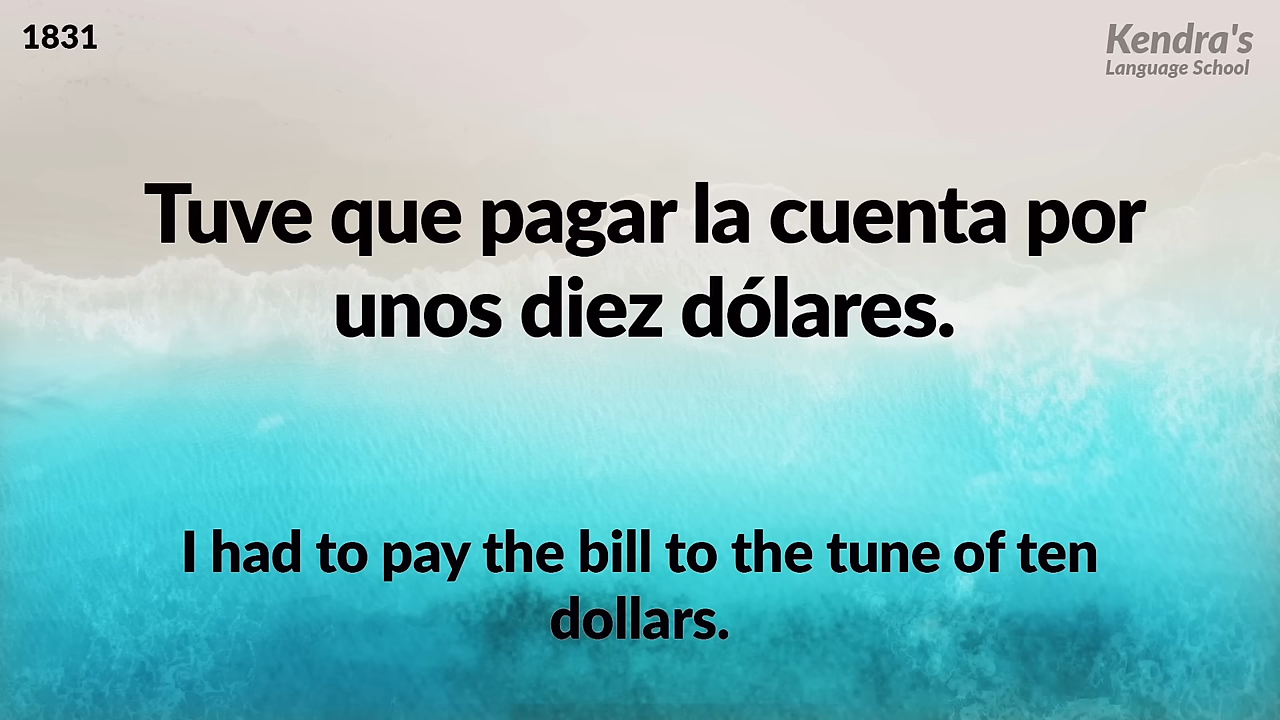 1831
Kendra's
Language School
Tuve que pagar la cuenta por
unos diez dólares.
I had to pay the bill to the tune of ten
dollars.